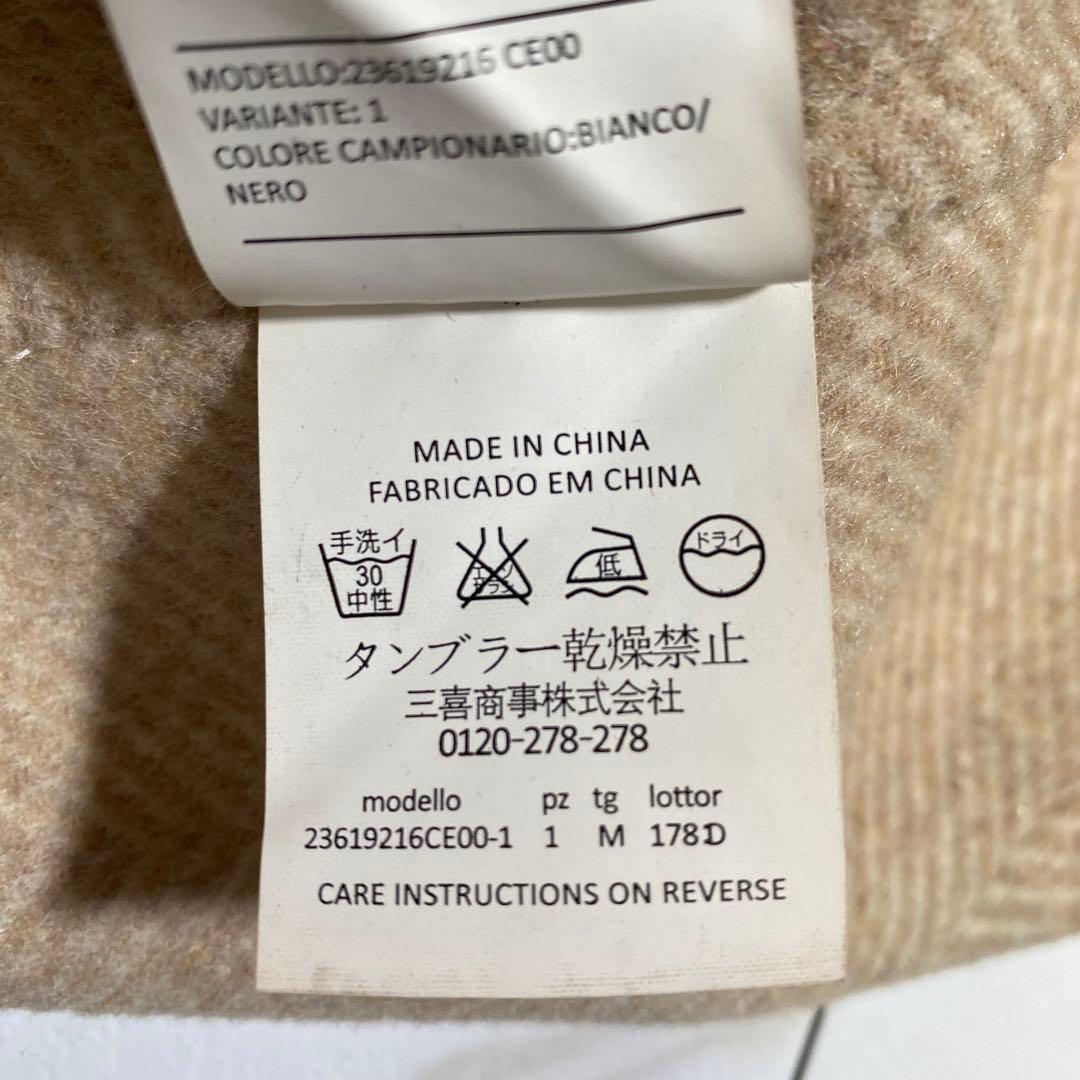 MODELLO:23619216 CE00
VARIANTE: 1
COLORE CAMPIONARIO:BIANCO/
NERO
MADE IN CHINA
FABRICADO EM CHINA
手洗イ
30
中性
低
ドライ
タンブラー乾燥禁止
三喜商事株式会社
0120-278-278
modello pz tg lottor
23619216CE00-1 1 M
CARE INSTRUCTIONS ON REVERSE